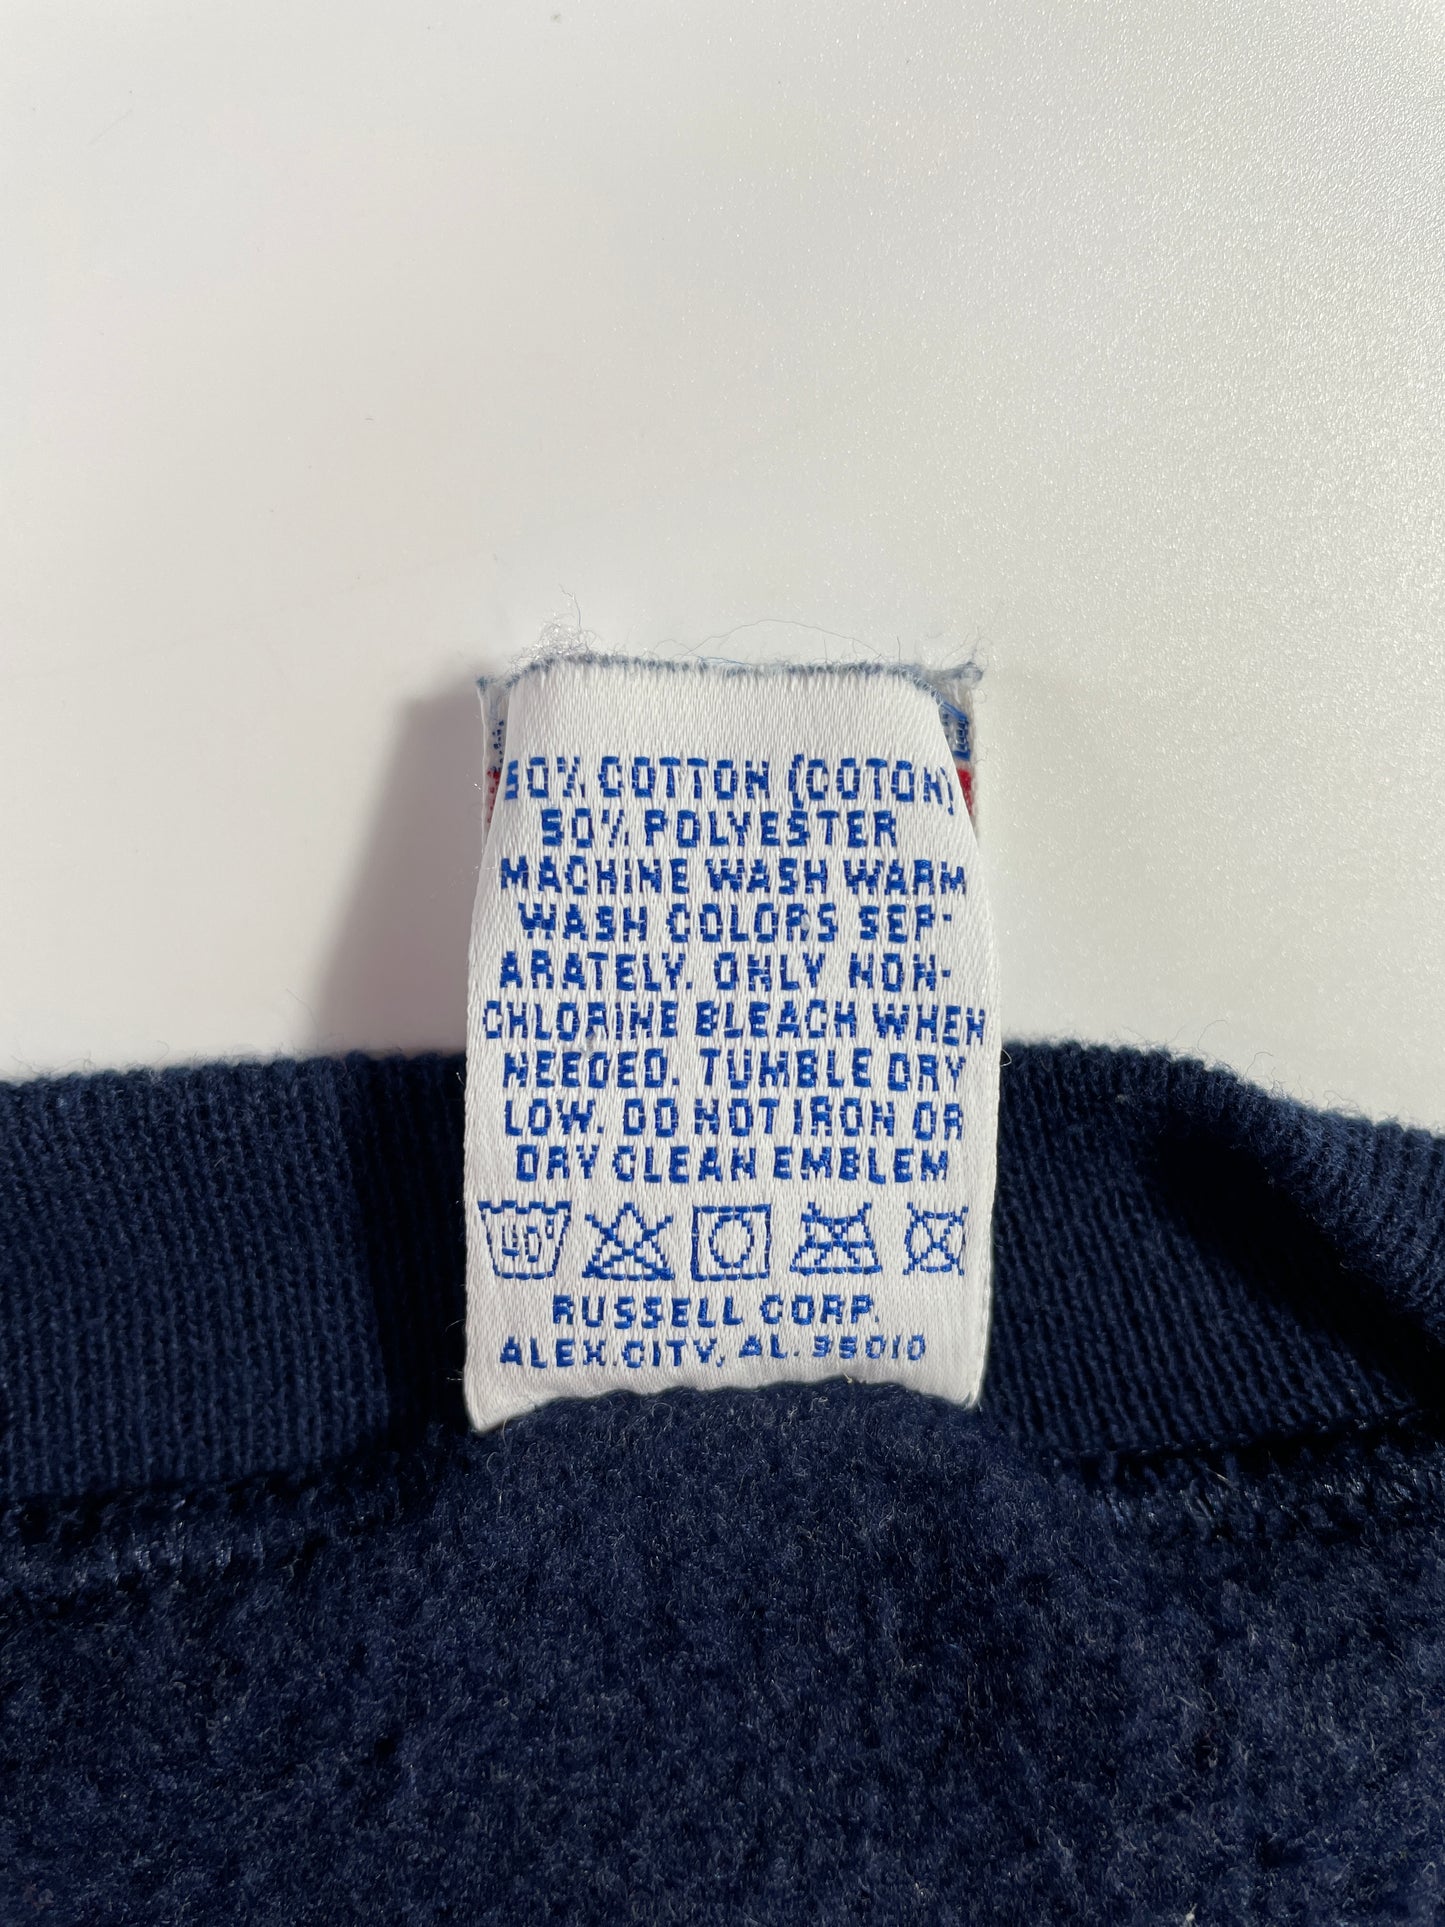 50% COTTON (COTON)
50% POLYESTER
MACHINE WASH WARM
WASH COLORS SEP-
ARATELY. ONLY NON-
CHLORINE BLEACH WHEN
NEEDED. TUMBLE DRY
LOW. DO NOT IRON OR
DRY CLEAN EMBLEM
40°
RUSSELL CORP.
ALEX.CITY, AL. 35010